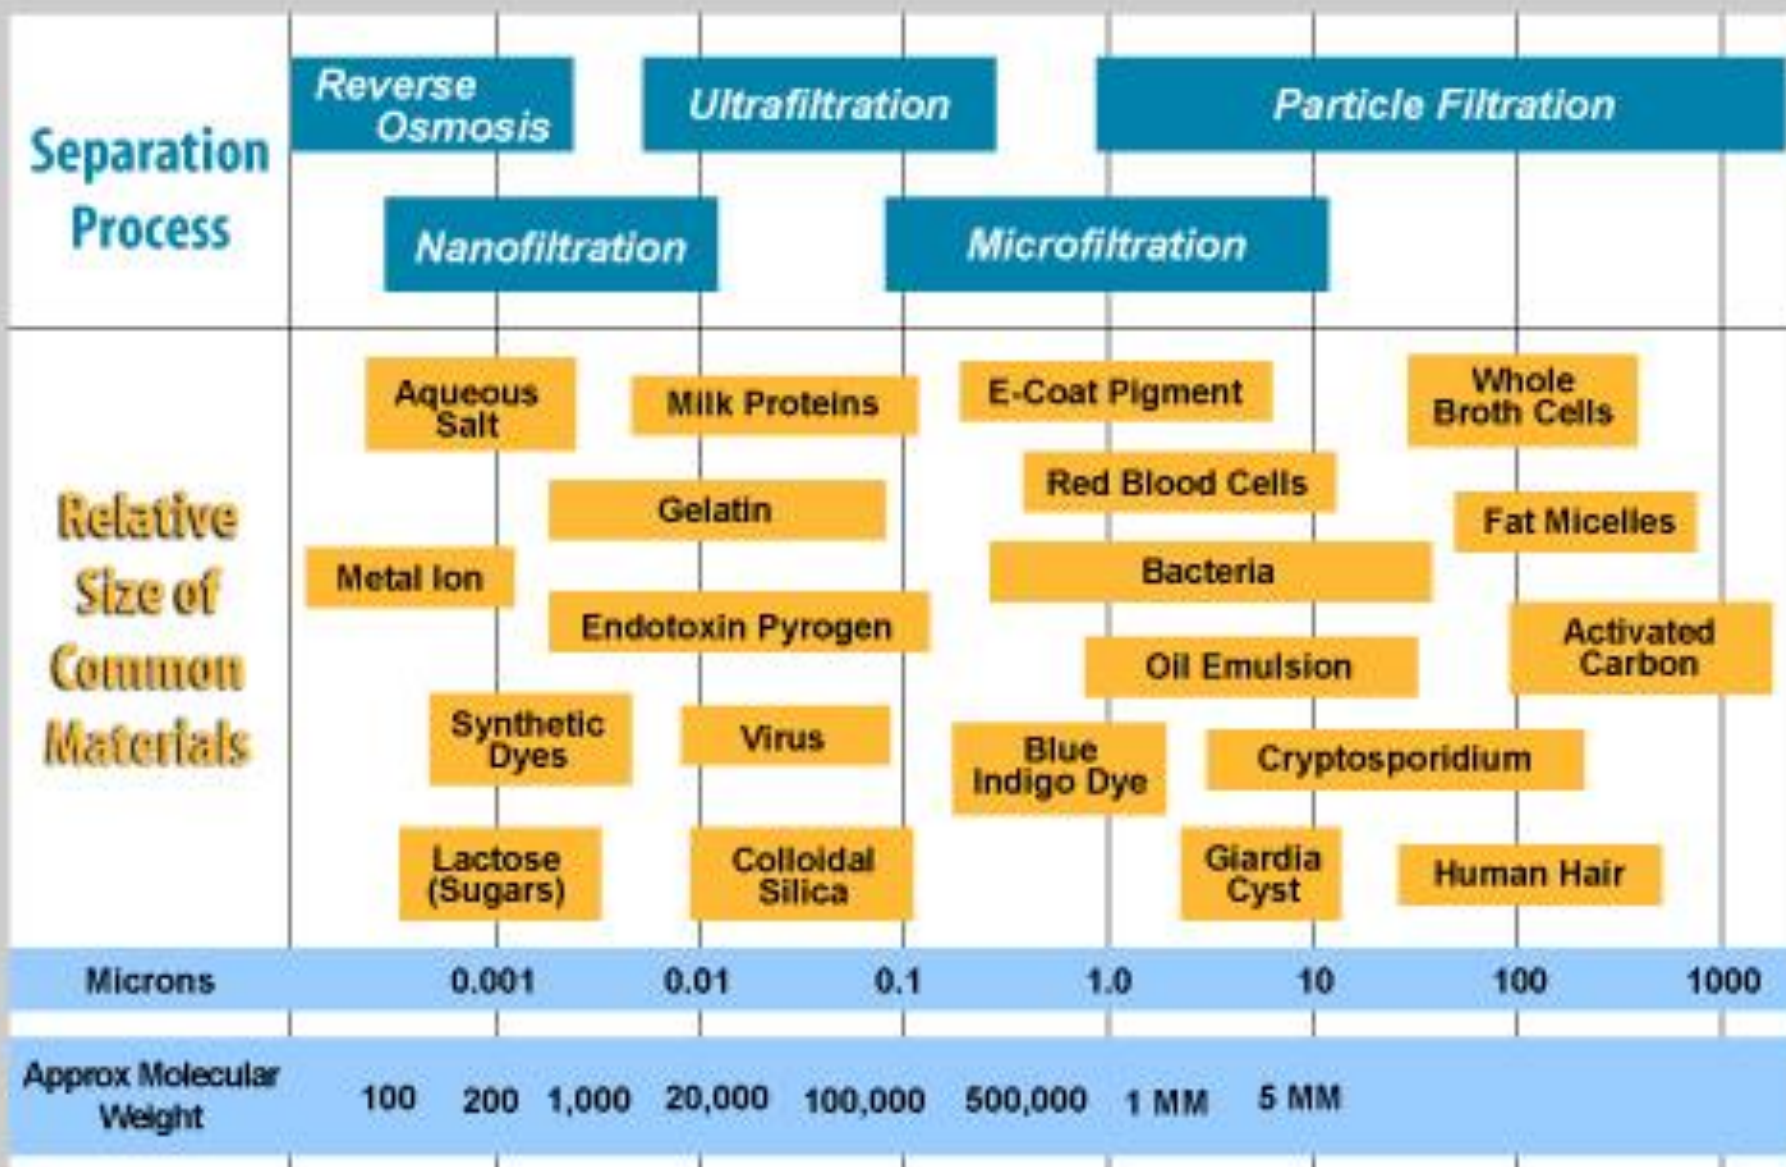 Reverse
Osmosis
Ultrafiltration
Particle Filtration
Separation
Process
Nanofiltration
Microfiltration
Relative
Size of
Common
Materials
Aqueous
Salt
Milk Proteins
E-Coat Pigment
Whole
Broth Cells
Gelatin
Red Blood Cells
Fat Micelles
Metal Ion
Bacteria
Endotoxin Pyrogen
Oil Emulsion
Activated
Carbon
Synthetic
Dyes
Virus
Blue
Indigo Dye
Cryptosporidium
Lactose
(Sugars)
Colloidal
Silica
Giardia
Cyst
Human Hair
Microns 0.001 0.01 0.1 1.0 10 100 1000
Approx Molecular
Weight
100 200 1,000 20,000 100,000 500,000 1 MM 5 MM